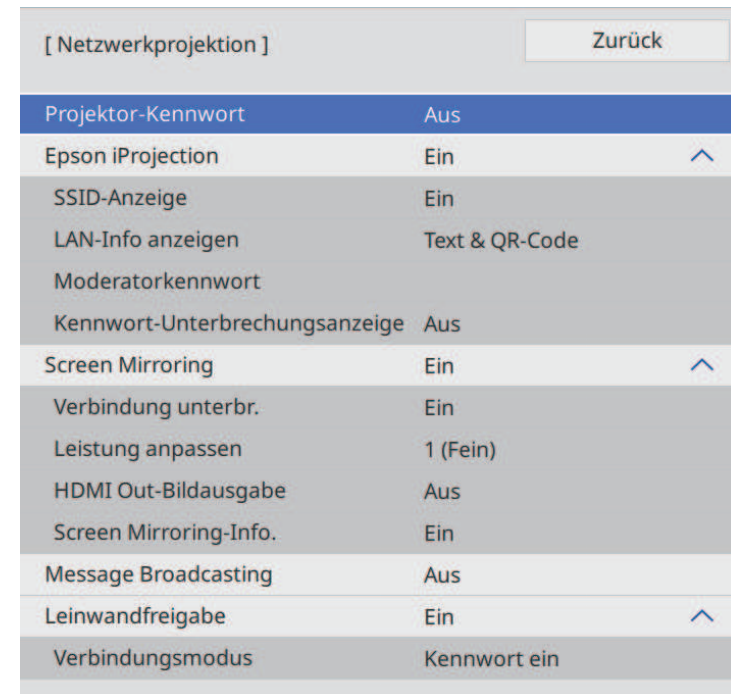 [ Netzwerkprojektion ] Zurück
Projektor-Kennwort Aus
Epson iProjection Ein
SSID-Anzeige Ein
LAN-Info anzeigen Text & QR-Code
Moderatorkennwort
Kennwort-Unterbrechungsanzeige Aus
Screen Mirroring Ein
Verbindung unterbr. Ein
Leistung anpassen 1 (Fein)
HDMI Out-Bildausgabe Aus
Screen Mirroring-Info. Ein
Message Broadcasting Aus
Leinwandfreigabe Ein
Verbindungsmodus Kennwort ein